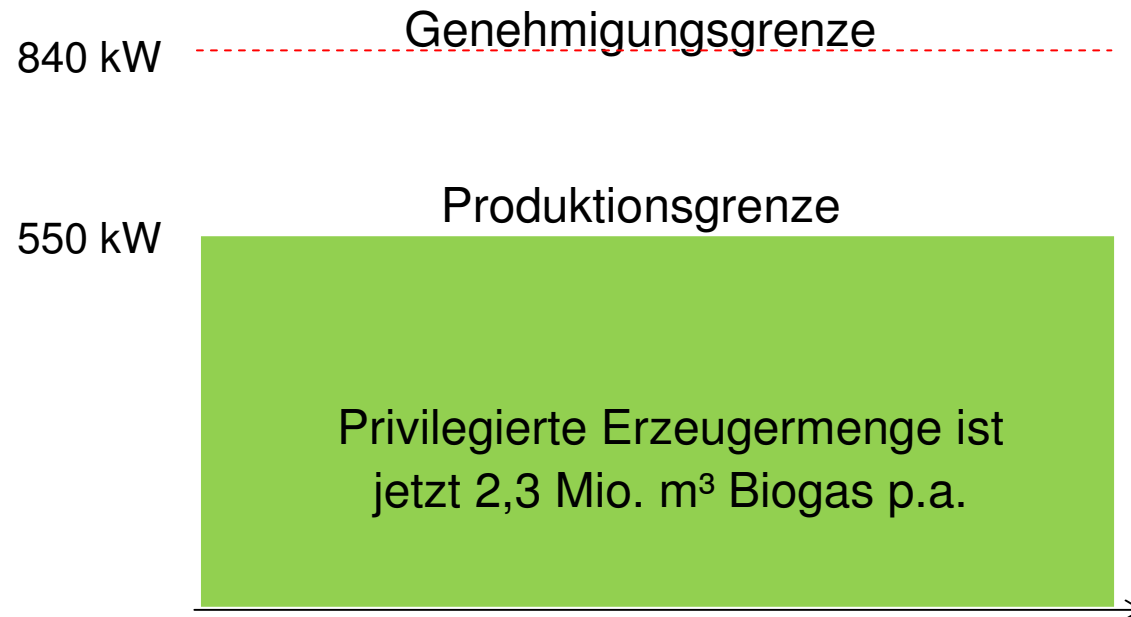 Genehmigungsgrenze
840 kW
Produktionsgrenze
550 kW
Privilegierte Erzeugermenge ist
jetzt 2,3 Mio. m³ Biogas p.a.